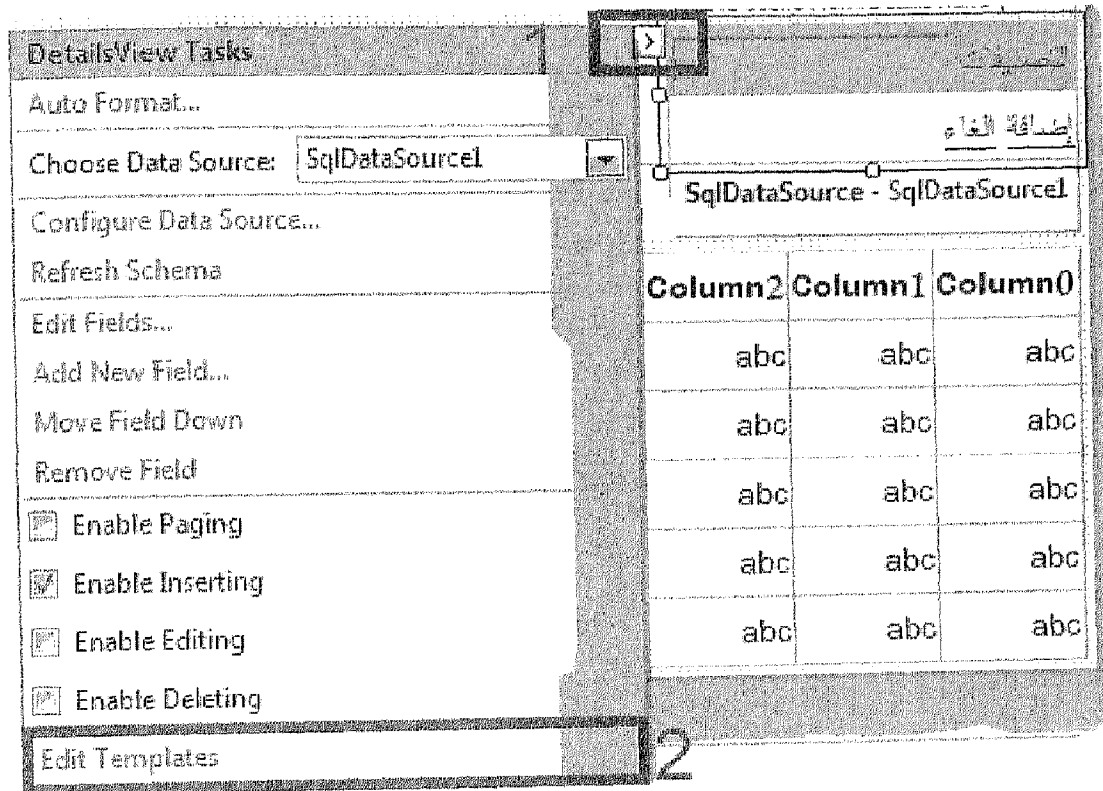 DetailsView Tasks
Auto Format...
Choose Data Source: SqlDataSource1
Configure Data Source...
Refresh Schema
Edit Fields...
Add New Field...
Move Field Down
Remove Field
Enable Paging
Enable Inserting
Enable Editing
Enable Deleting
Edit Templates
2
إضافة الغاء
SqlDataSource - SqlDataSource1
Column2 Column1 Column0
abc abc abc
abc abc abc
abc abc abc
abc abc abc
abc abc abc